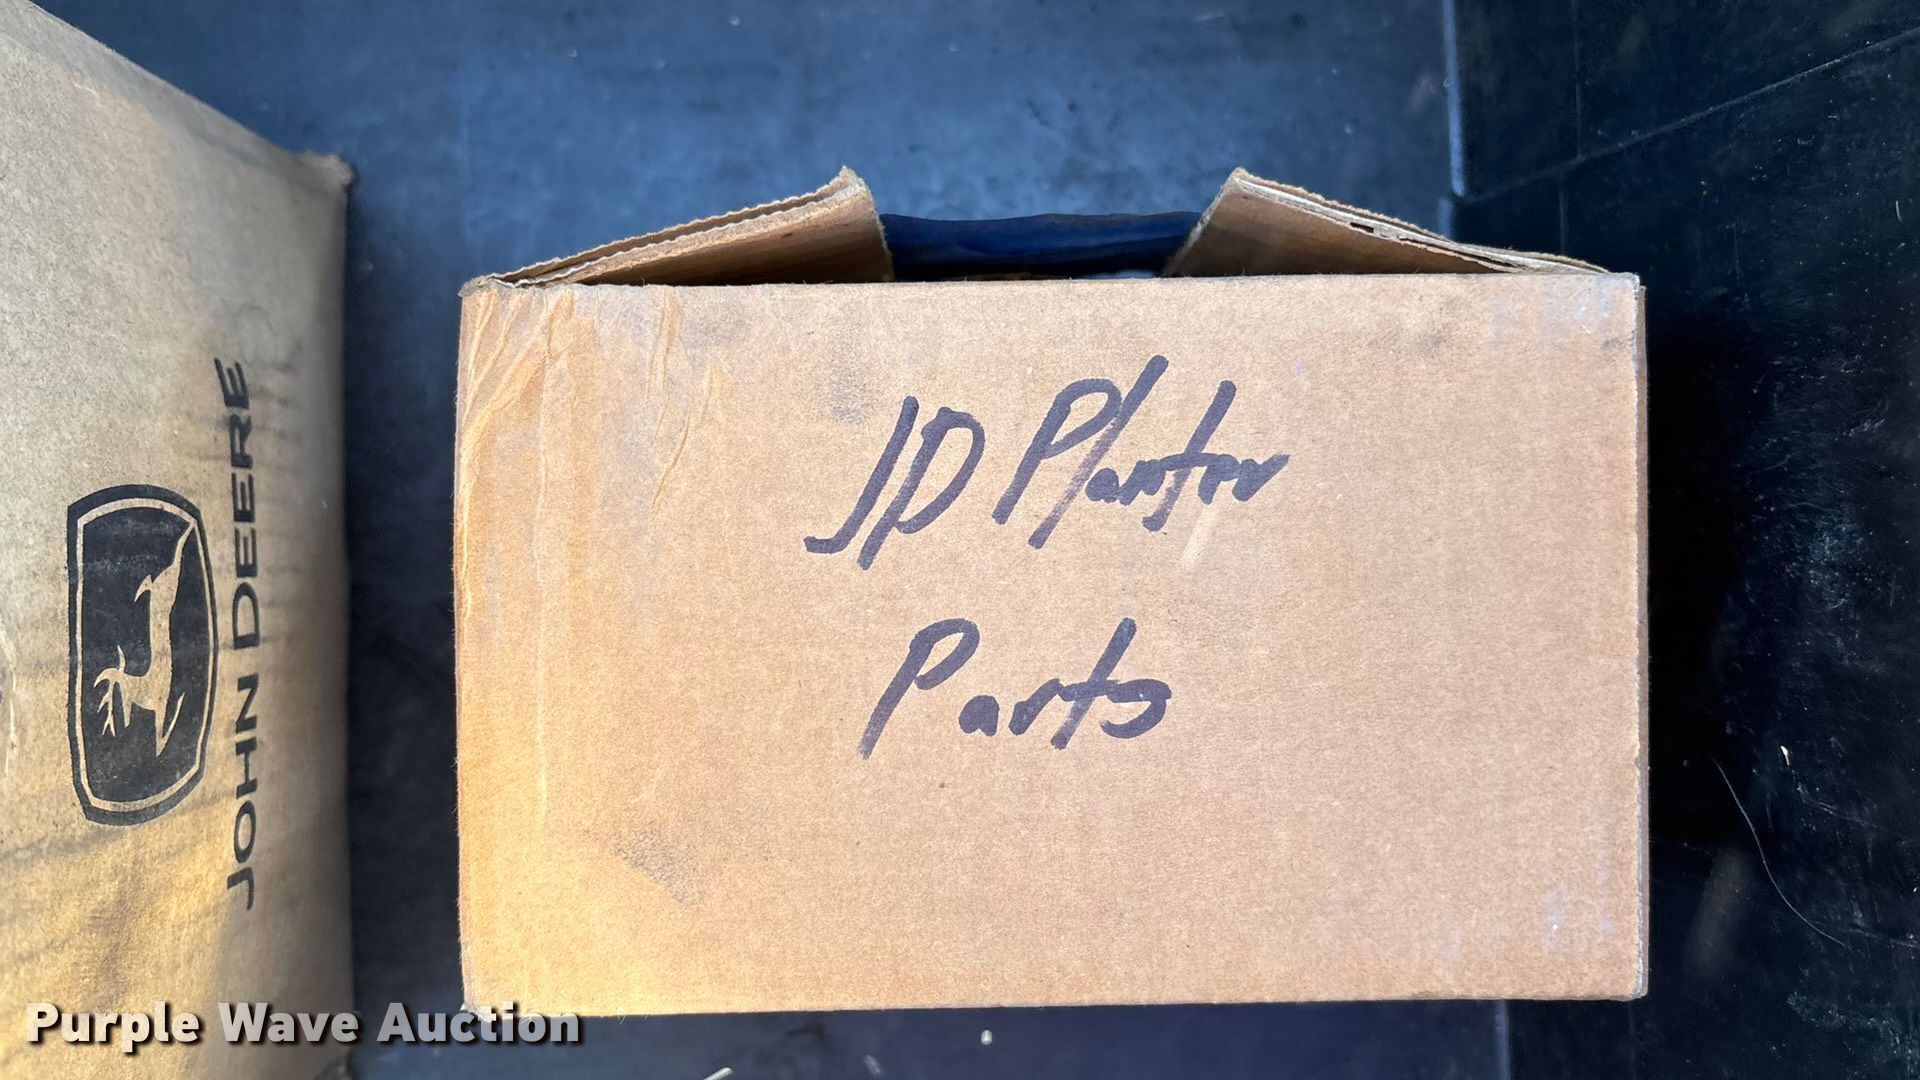 JOHN DEERE
JD Planter
Parts
Purple Wave Auction